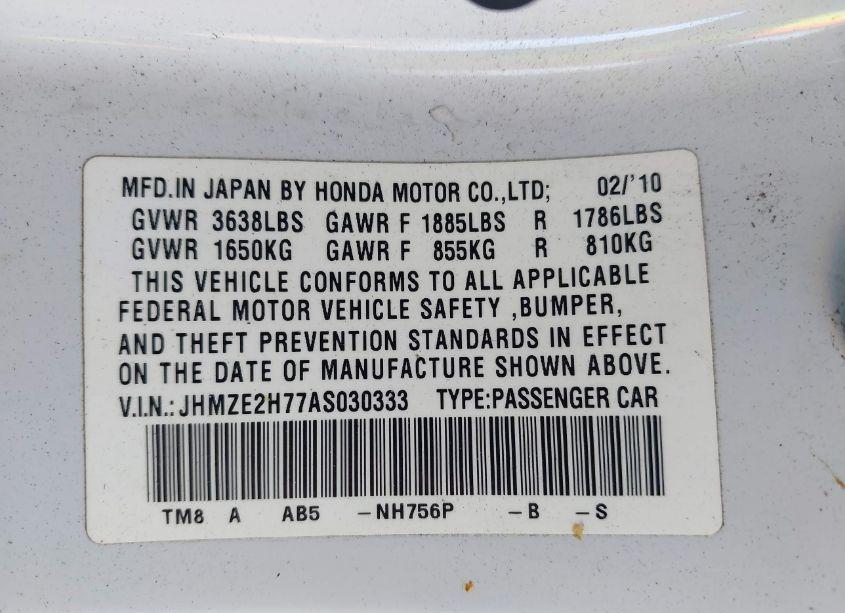 MFD.IN JAPAN BY HONDA MOTOR CO.,LTD; 02/'10
GVWR 3638LBS GAWR F 1885LBS R 1786LBS
GVWR 1650KG GAWR F 855KG R 810KG
THIS VEHICLE CONFORMS TO ALL APPLICABLE
FEDERAL MOTOR VEHICLE SAFETY ,BUMPER,
AND THEFT PREVENTION STANDARDS IN EFFECT
ON THE DATE OF MANUFACTURE SHOWN ABOVE.
V.I.N.: JHMZE2H77AS030333 TYPE:PASSENGER CAR
TM8 A AB5 -NH756P -B -S